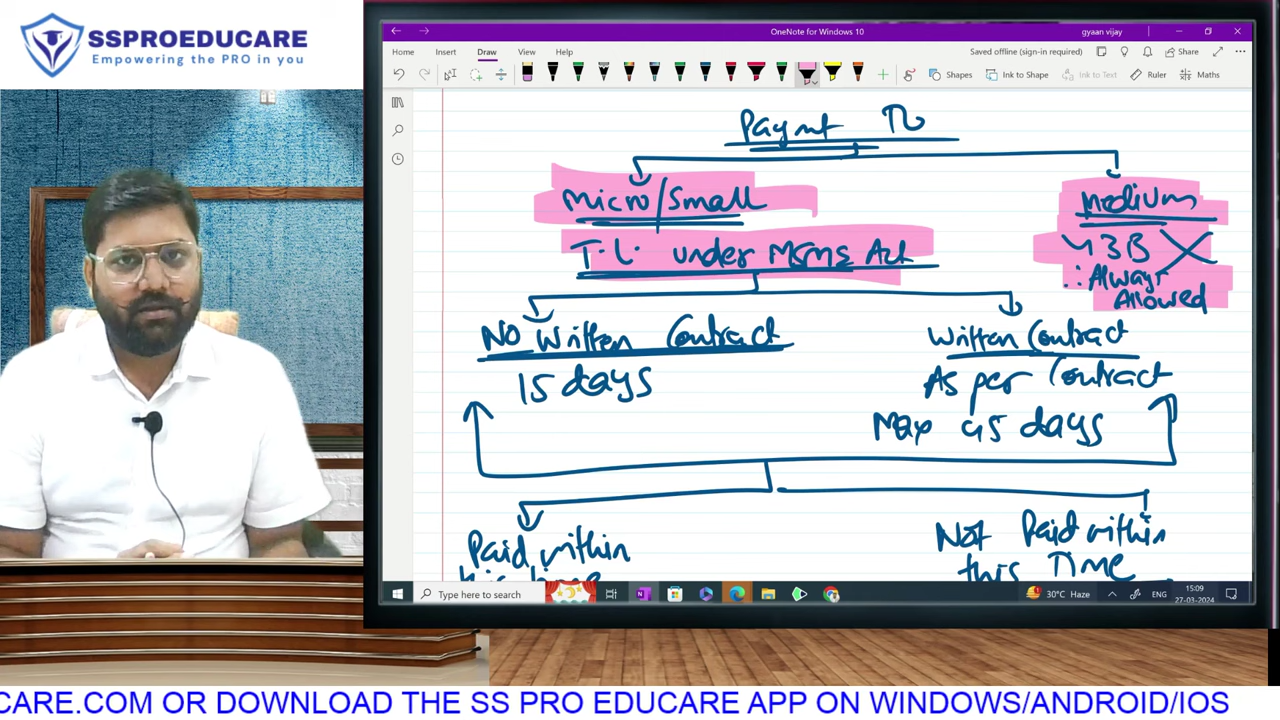 SSPROEDUCARE
Empowering the PRO in you
OneNote for Windows 10
gyaan vijay
Home Insert Draw View Help
Saved offline (sign-in required)
Share
Shapes
Ink to Shape
Ink to Text
Ruler
Maths
Paymt To
Micro/Small
T.L. under MSME Act
Medium
43B X
∴ Always
Allowed
No Written Contract
15 days
Written Contract
As per Contract
Max 45 days
Paid within
this time
Not Paid within
this Time
Type here to search
30°C Haze
ENG
15:09
27-03-2024
CARE.COM OR DOWNLOAD THE SS PRO EDUCARE APP ON WINDOWS/ANDROID/IOS